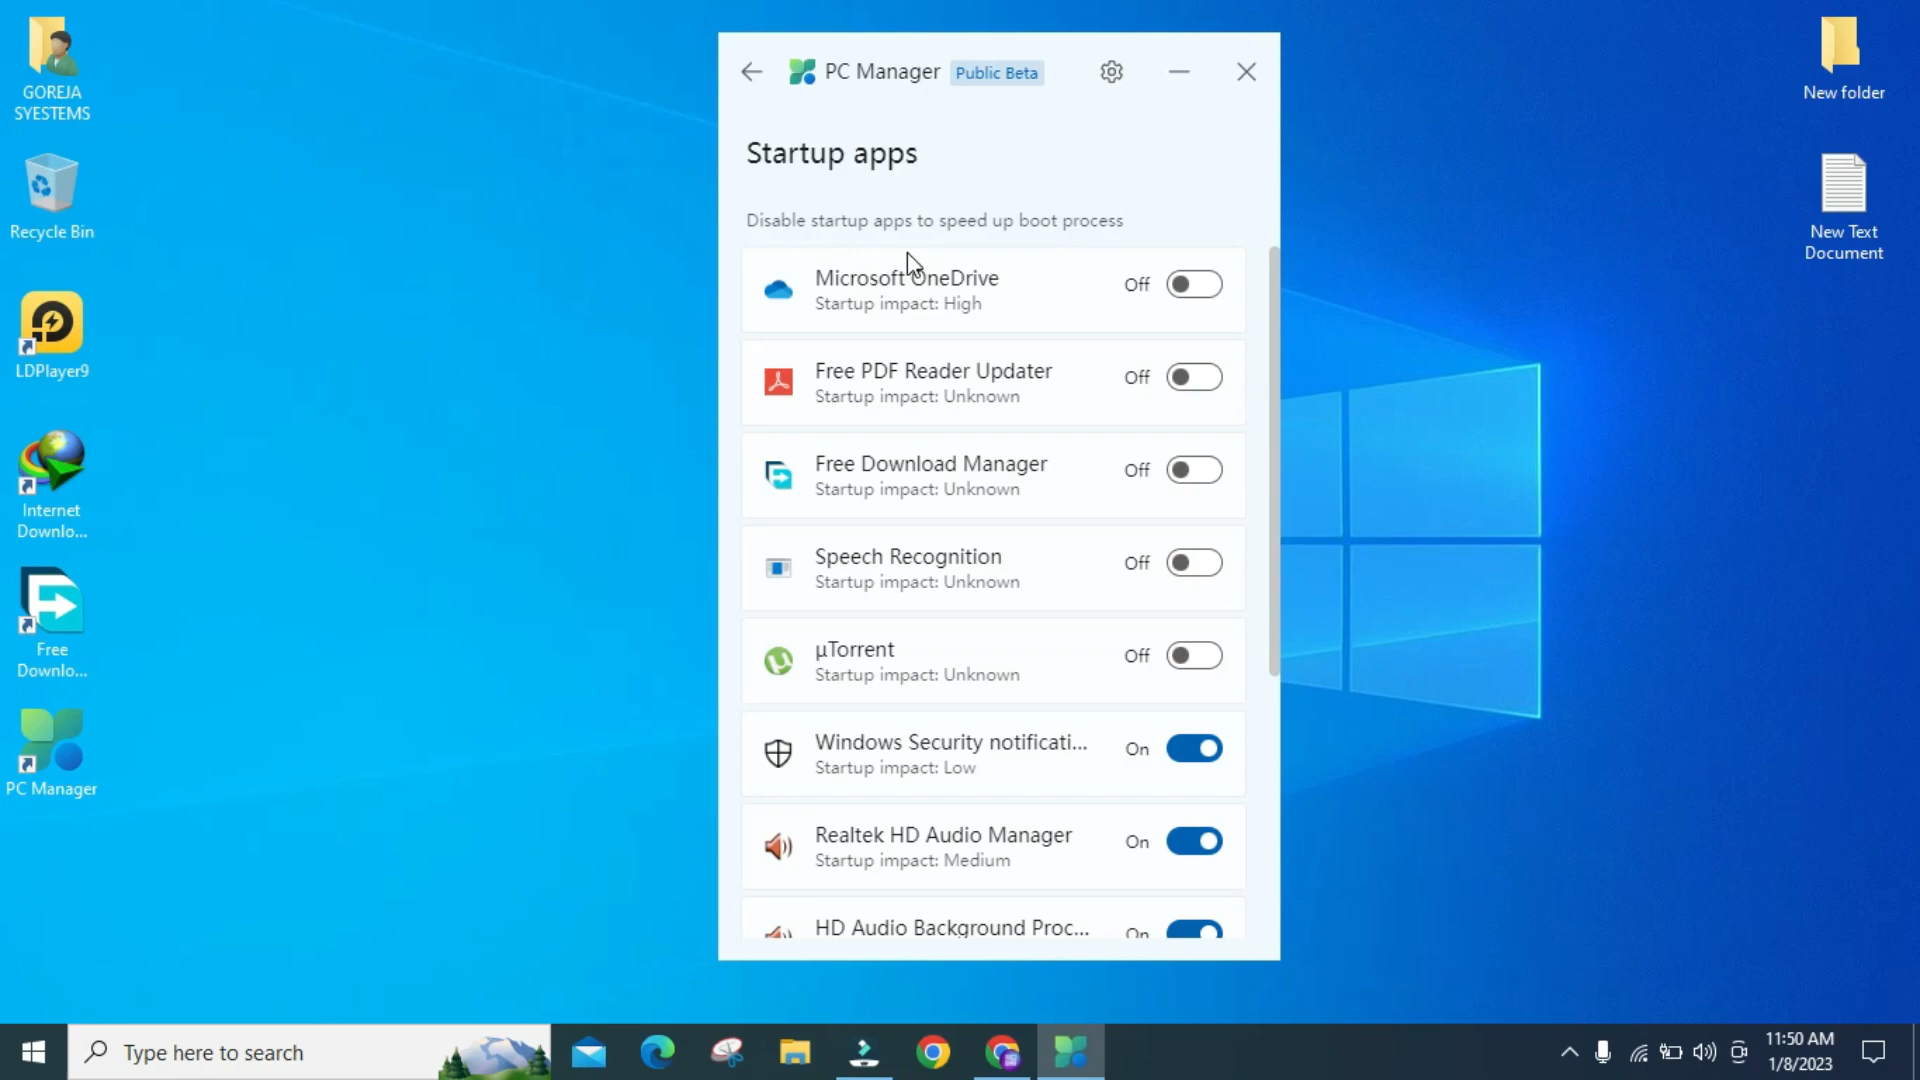 GOREJA
SYESTEMS
Recycle Bin
LDPlayer9
Internet
Downlo...
Free
Downlo...
PC Manager
PC Manager Public Beta
Startup apps
Disable startup apps to speed up boot process
Microsoft OneDrive
Startup impact: High
Off
Free PDF Reader Updater
Startup impact: Unknown
Off
Free Download Manager
Startup impact: Unknown
Off
Speech Recognition
Startup impact: Unknown
Off
µTorrent
Startup impact: Unknown
Off
Windows Security notificati...
Startup impact: Low
On
Realtek HD Audio Manager
Startup impact: Medium
On
HD Audio Background Proc...
On
New folder
New Text
Document
Type here to search
11:50 AM
1/8/2023